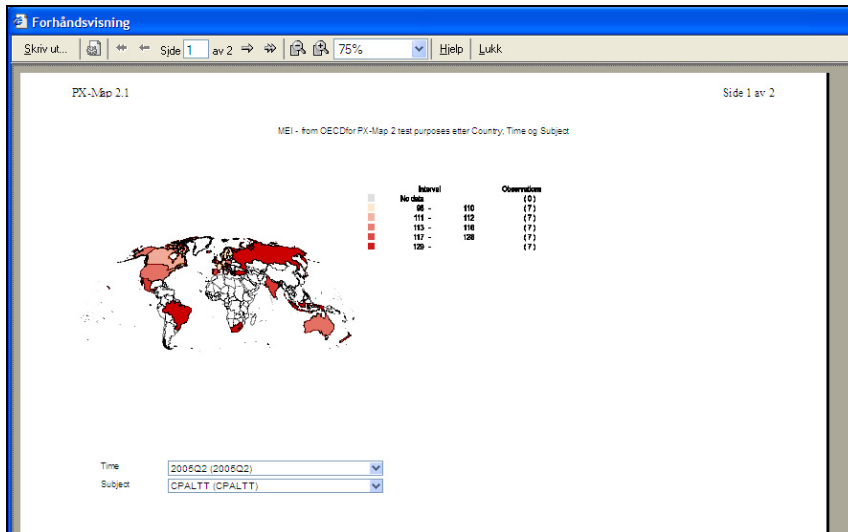 Forhåndsvisning
Skriv ut... Side 1 av 2 75% Hjelp Lukk
PX-Map 2.1 Side 1 av 2
MEI - from OECDfor PX-Map 2 test purposes etter Country, Time og Subject
Interval Observations
No data (0)
98 - 110 (7)
111 - 112 (7)
113 - 116 (7)
117 - 128 (7)
129 - (7)
Time 2005Q2 (2005Q2)
Subject CPALTT (CPALTT)